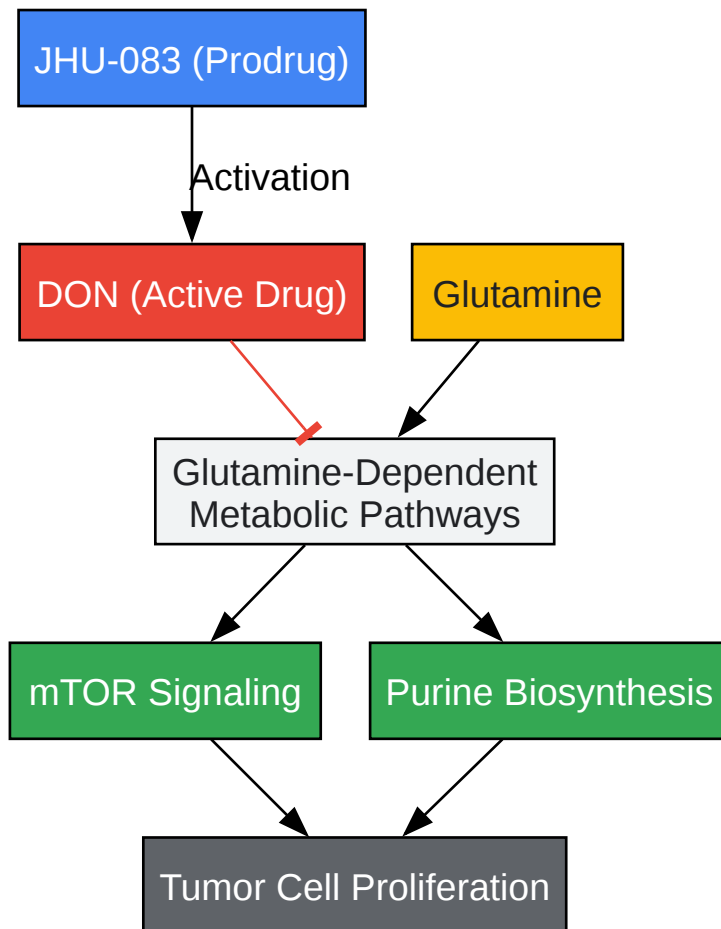 JHU-083 (Prodrug)
Activation
DON (Active Drug)
Glutamine
Glutamine-Dependent
Metabolic Pathways
mTOR Signaling
Purine Biosynthesis
Tumor Cell Proliferation